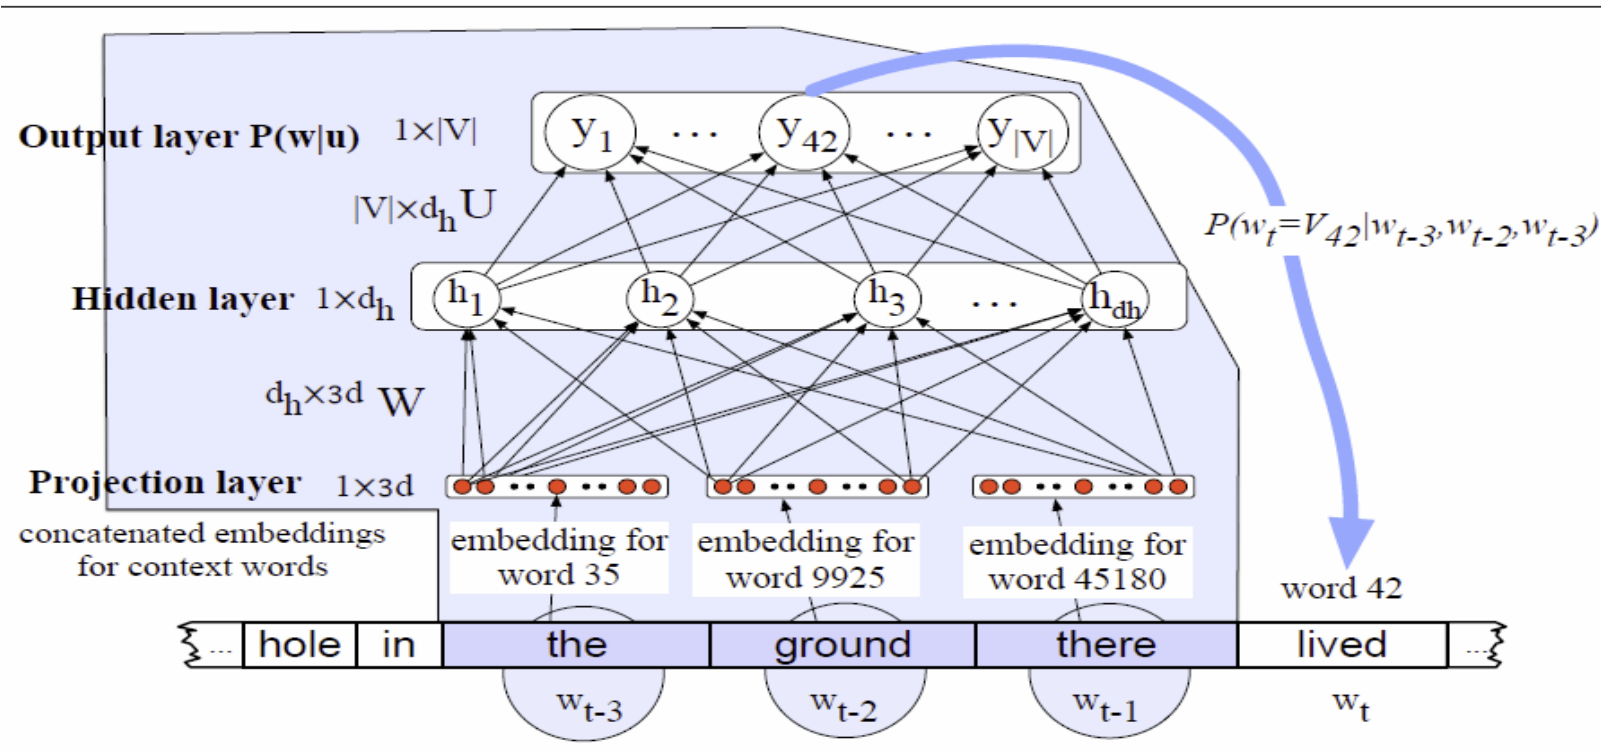 Output layer P(w|u) 1×|V|
y1 ... y42 ... y|V|
|V|×dh U
P(wt=V42|wt-3,wt-2,wt-3)
Hidden layer 1×dh
h1 h2 h3 ... hdh
dh×3d W
Projection layer 1×3d
concatenated embeddings
for context words
embedding for
word 35
embedding for
word 9925
embedding for
word 45180
word 42
... hole in the ground there lived ...
wt-3 wt-2 wt-1 wt